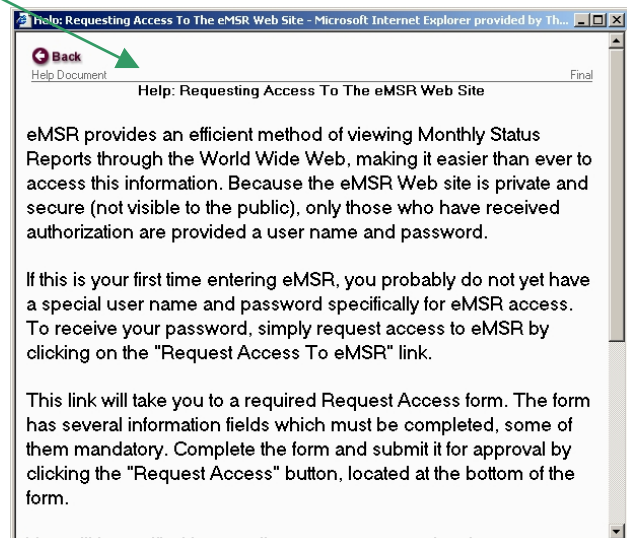 Help: Requesting Access To The eMSR Web Site - Microsoft Internet Explorer provided by Th...
Back
Help Document Final
Help: Requesting Access To The eMSR Web Site
eMSR provides an efficient method of viewing Monthly Status
Reports through the World Wide Web, making it easier than ever to
access this information. Because the eMSR Web site is private and
secure (not visible to the public), only those who have received
authorization are provided a user name and password.
If this is your first time entering eMSR, you probably do not yet have
a special user name and password specifically for eMSR access.
To receive your password, simply request access to eMSR by
clicking on the "Request Access To eMSR" link.
This link will take you to a required Request Access form. The form
has several information fields which must be completed, some of
them mandatory. Complete the form and submit it for approval by
clicking the "Request Access" button, located at the bottom of the
form.